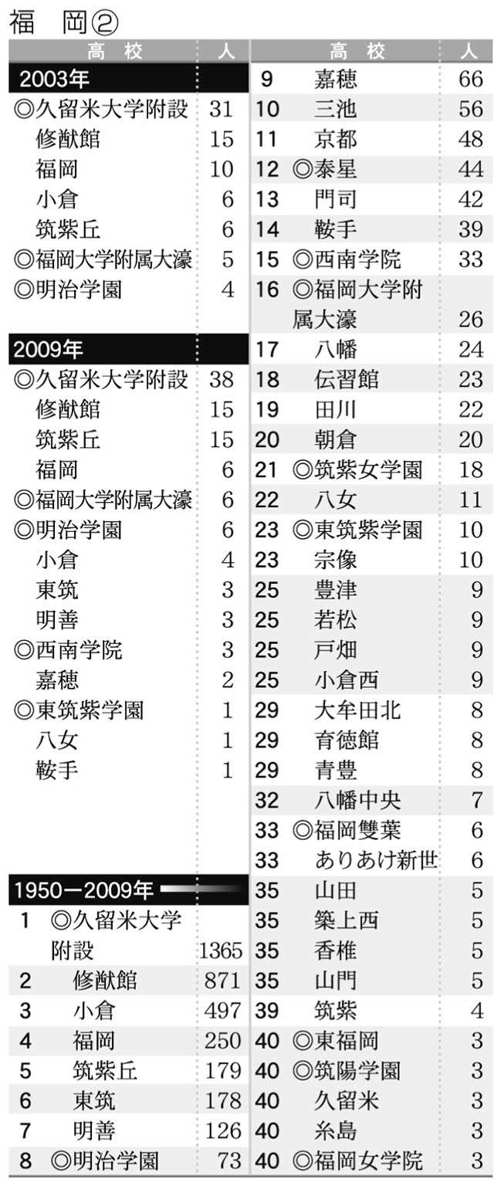 福 岡②
高 校 人
2003年
◎久留米大学附設 31
修猷館 15
福岡 10
小倉 6
筑紫丘 6
◎福岡大学附属大濠 5
◎明治学園 4
2009年
◎久留米大学附設 38
修猷館 15
筑紫丘 15
福岡 6
◎福岡大学附属大濠 6
◎明治学園 6
小倉 4
東筑 3
明善 3
◎西南学院 3
嘉穂 2
◎東筑紫学園 1
八女 1
鞍手 1
1950－2009年
1 ◎久留米大学
附設 1365
2 修猷館 871
3 小倉 497
4 福岡 250
5 筑紫丘 179
6 東筑 178
7 明善 126
8 ◎明治学園 73
高 校 人
9 嘉穂 66
10 三池 56
11 京都 48
12 ◎泰星 44
13 門司 42
14 鞍手 39
15 ◎西南学院 33
16 ◎福岡大学附
属大濠 26
17 八幡 24
18 伝習館 23
19 田川 22
20 朝倉 20
21 ◎筑紫女学園 18
22 八女 11
23 ◎東筑紫学園 10
23 宗像 10
25 豊津 9
25 若松 9
25 戸畑 9
25 小倉西 9
29 大牟田北 8
29 育徳館 8
29 青豊 8
32 八幡中央 7
33 ◎福岡雙葉 6
33 ありあけ新世 6
35 山田 5
35 築上西 5
35 香椎 5
35 山門 5
39 筑紫 4
40 ◎東福岡 3
40 ◎筑陽学園 3
40 久留米 3
40 糸島 3
40 ◎福岡女学院 3